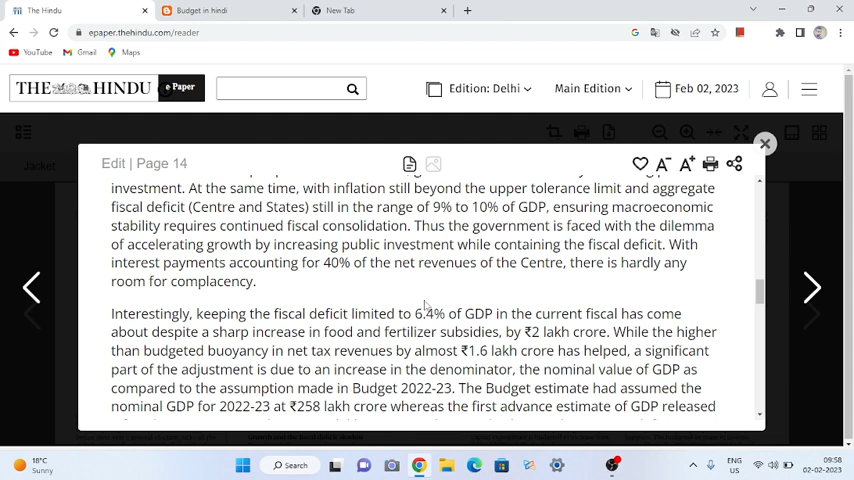 The Hindu
Budget in hindi
New Tab
epaper.thehindu.com/reader
YouTube
Gmail
Maps
THE HINDU
e Paper
Edition: Delhi
Main Edition
Feb 02, 2023
Jacket
Edit | Page 14
A⁻ A⁺
investment. At the same time, with inflation still beyond the upper tolerance limit and aggregate
fiscal deficit (Centre and States) still in the range of 9% to 10% of GDP, ensuring macroeconomic
stability requires continued fiscal consolidation. Thus the government is faced with the dilemma
of accelerating growth by increasing public investment while containing the fiscal deficit. With
interest payments accounting for 40% of the net revenues of the Centre, there is hardly any
room for complacency.
Interestingly, keeping the fiscal deficit limited to 6.4% of GDP in the current fiscal has come
about despite a sharp increase in food and fertilizer subsidies, by ₹2 lakh crore. While the higher
than budgeted buoyancy in net tax revenues by almost ₹1.6 lakh crore has helped, a significant
part of the adjustment is due to an increase in the denominator, the nominal value of GDP as
compared to the assumption made in Budget 2022-23. The Budget estimate had assumed the
nominal GDP for 2022-23 at ₹258 lakh crore whereas the first advance estimate of GDP released
18°C
Sunny
Search
ENG
US
09:58
02-02-2023